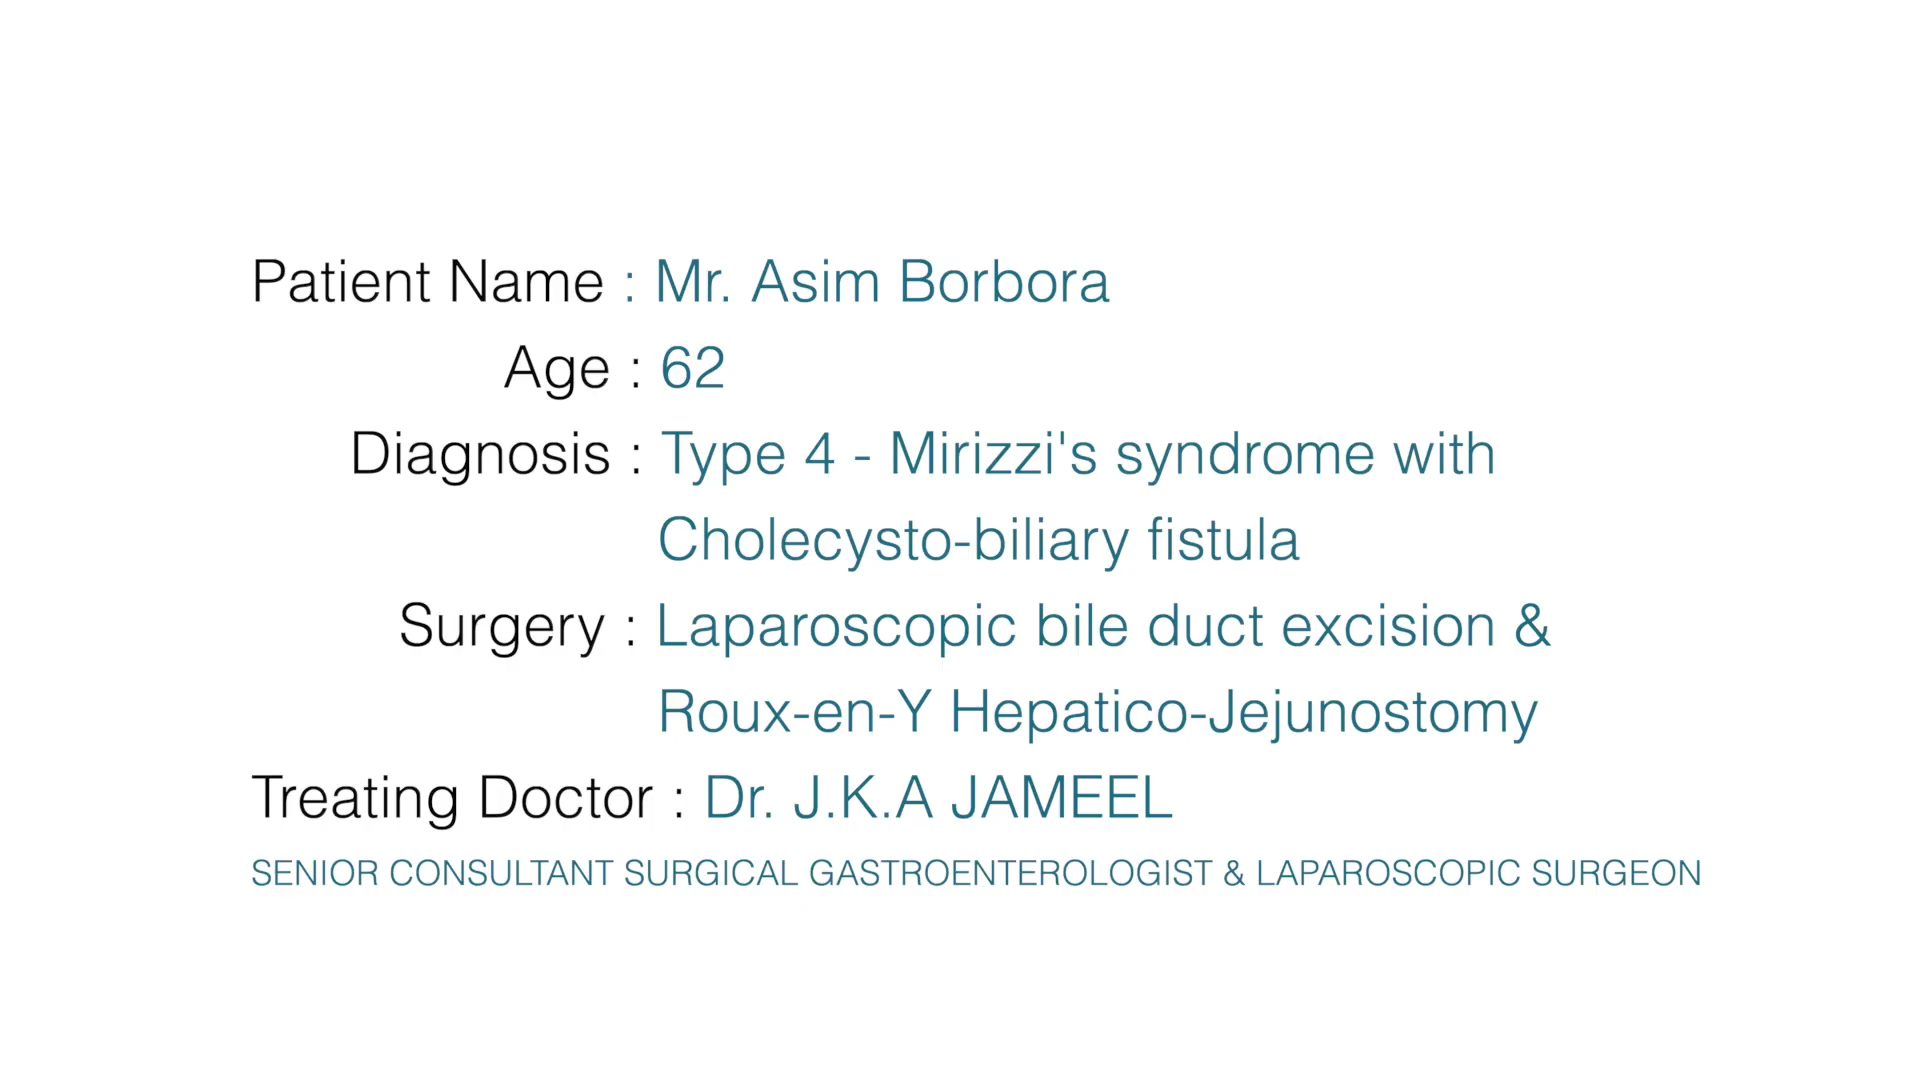 Patient Name : Mr. Asim Borbora
Age : 62
Diagnosis : Type 4 - Mirizzi's syndrome with
Cholecysto-biliary fistula
Surgery : Laparoscopic bile duct excision &
Roux-en-Y Hepatico-Jejunostomy
Treating Doctor : Dr. J.K.A JAMEEL
SENIOR CONSULTANT SURGICAL GASTROENTEROLOGIST & LAPAROSCOPIC SURGEON